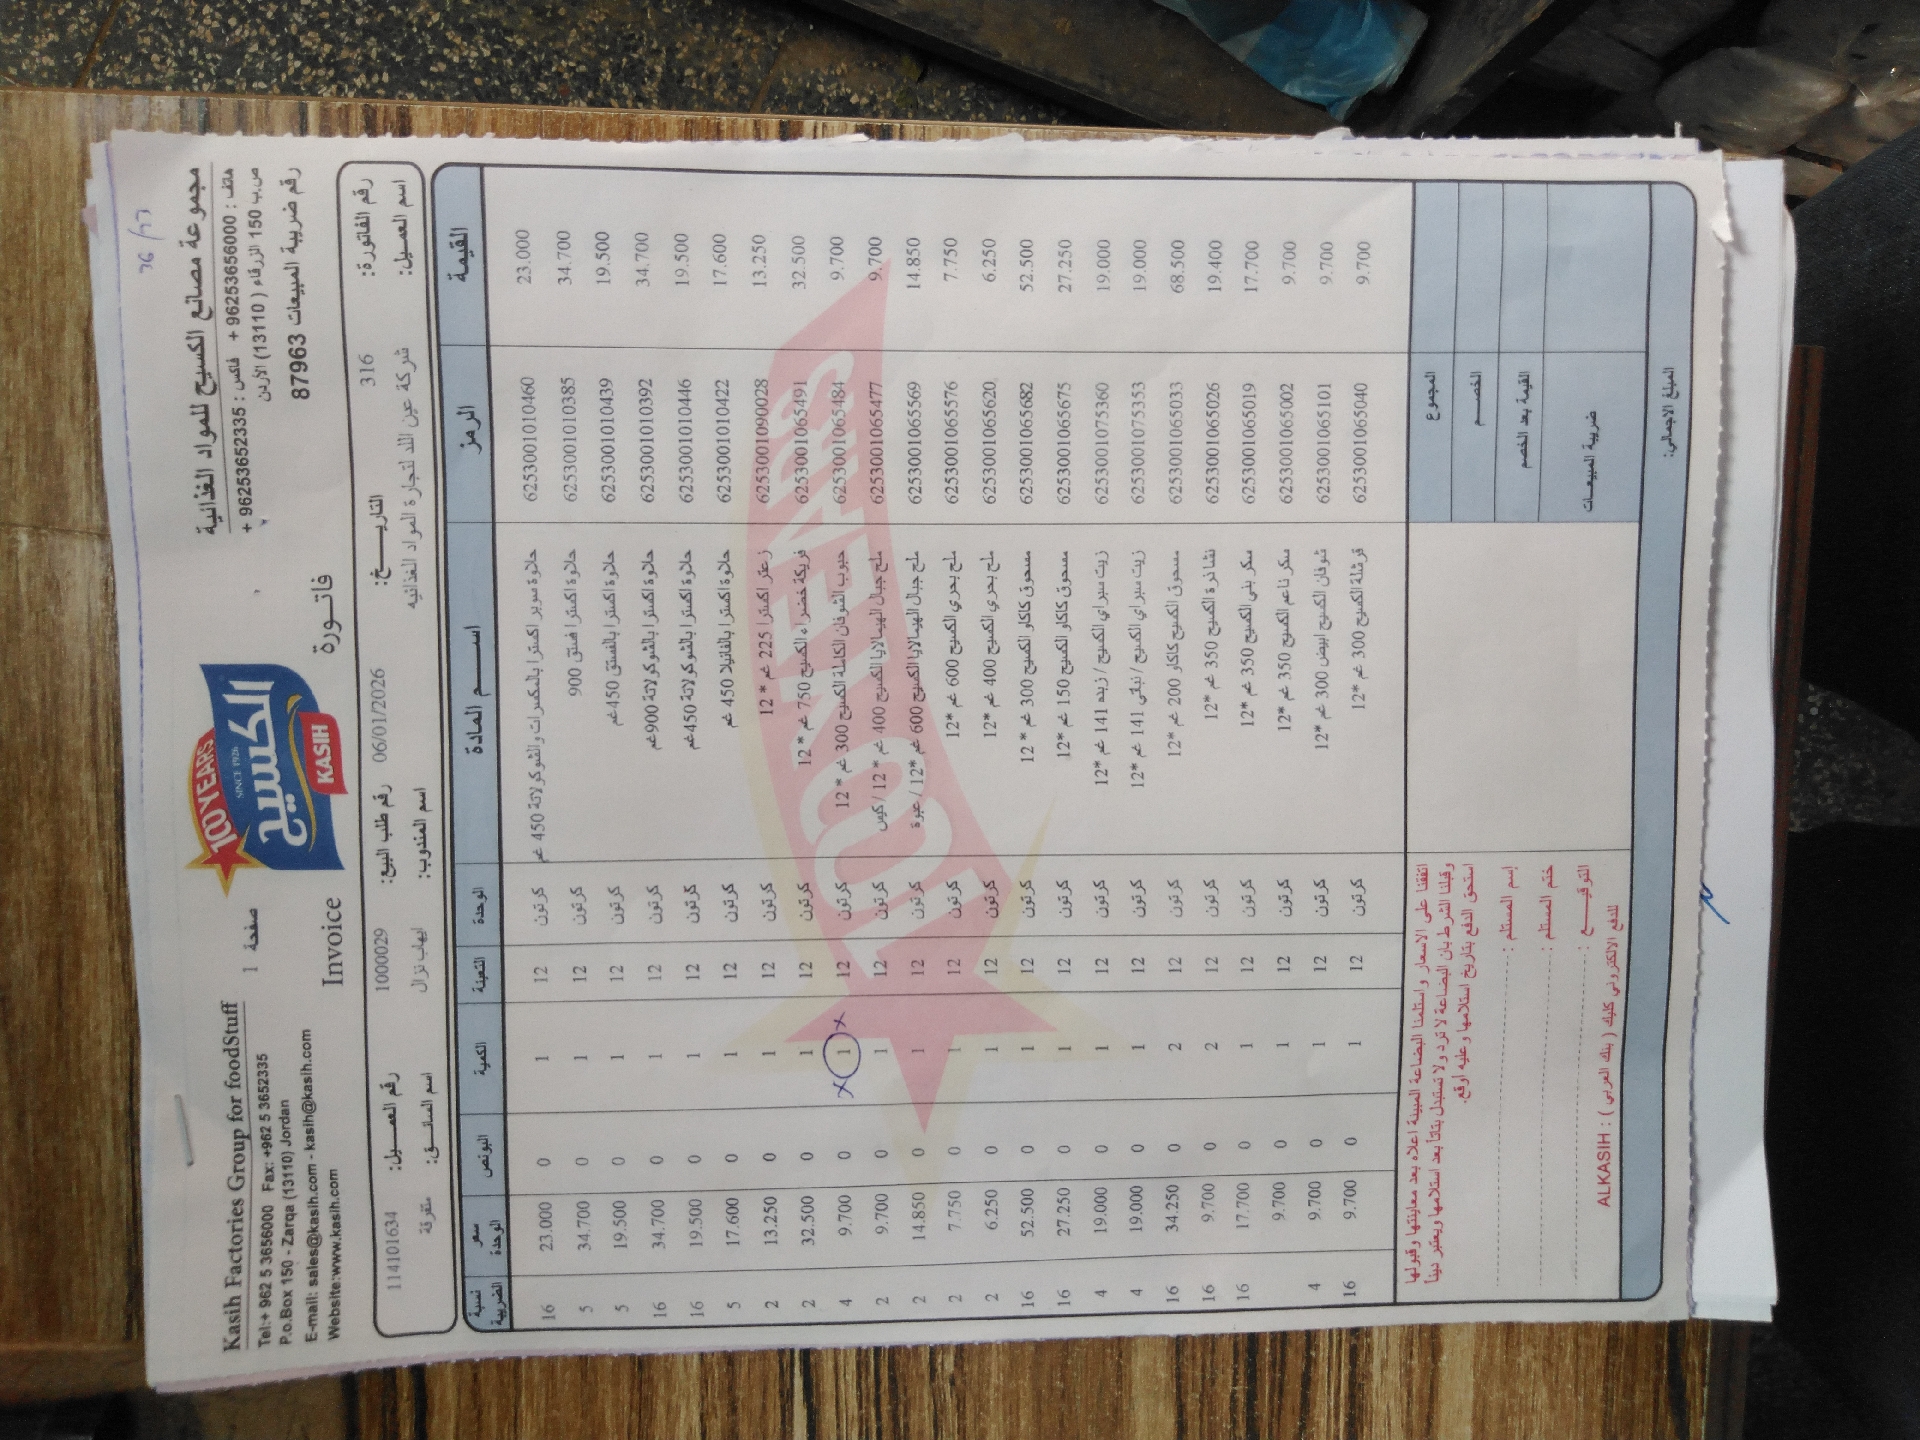 36/77
Kasih Factories Group for foodStuff
Tel:+ 962 5 3656000 Fax: +962 5 3652335
P.o.Box 150 - Zarqa (13110) Jordan
E-mail: sales@kasih.com - kasih@kasih.com
Website:www.kasih.com
صفحة 1
Invoice
100 YEARS
SINCE 1926
الكسيح
KASIH
مجموعة مصانع الكسيح للمواد الغذائية
هاتف : 96253656000 + فاكس : 96253652335 +
ص.ب 150 الزرقاء ( 13110) الأردن
رقم ضريبة المبيعات 87963
فاتـورة
رقم الفاتورة: 316 التاريـــخ: 06/01/2026 رقم طلب البيع: 1000029 رقم العميل: 114101634
اسم العميل: شركة عين اللد لتجارة المواد الغذائيه اسم المندوب: ايهاب نزال اسم السائـق: متفرقة
القيمة الرمز اســم المادة الوحدة التعبئة الكمية البونص سعر الوحدة نسبة الضريبة
23.000 6253001010460 حلاوة سوبر اكسترا بالمكسرات والشوكولاتة 450 غم كرتون 12 1 0 23.000 16
34.700 6253001010385 حلاوة اكسترا فستق 900 كرتون 12 1 0 34.700 5
19.500 6253001010439 حلاوة اكسترا بالفستق 450غم كرتون 12 1 0 19.500 5
34.700 6253001010392 حلاوة اكسترا بالشوكولاتة 900غم كرتون 12 1 0 34.700 16
19.500 6253001010446 حلاوة اكسترا بالشوكولاتة 450غم كرتون 12 1 0 19.500 16
17.600 6253001010422 حلاوة اكسترا بالفانيلا 450 غم كرتون 12 1 0 17.600 5
13.250 6253001090028 زعتر اكسترا 225 غم * 12 كرتون 12 1 0 13.250 2
32.500 6253001065491 فريكة خضراء الكسيح 750 غم * 12 كرتون 12 1 0 32.500 2
9.700 6253001065484 حبوب الشوفان الكاملة الكسيح 300 غم * 12 كرتون 12 x 1 x 0 9.700 4
9.700 6253001065477 ملح جبال الهيمالايا الكسيح 400 غم * 12 / كيس كرتون 12 1 0 9.700 2
14.850 6253001065569 ملح جبال الهيمالايا الكسيح 600 غم *12 / عبوة كرتون 12 1 0 14.850 2
7.750 6253001065576 ملح بحري الكسيح 600 غم *12 كرتون 12 1 0 7.750 2
6.250 6253001065620 ملح بحري الكسيح 400 غم *12 كرتون 12 1 0 6.250 2
52.500 6253001065682 مسحوق كاكاو الكسيح 300 غم * 12 كرتون 12 1 0 52.500 16
27.250 6253001065675 مسحوق كاكاو الكسيح 150 غم *12 كرتون 12 1 0 27.250 16
19.000 6253001075360 زيت سبراي الكسيح / زبده 141 غم *12 كرتون 12 1 0 19.000 4
19.000 6253001075353 زيت سبراي الكسيح / نباتي 141 غم *12 كرتون 12 1 0 19.000 4
68.500 6253001065033 مسحوق الكسيح كاكاو 200 غم *12 كرتون 12 2 0 34.250 16
19.400 6253001065026 نشا ذرة الكسيح 350 غم *12 كرتون 12 2 0 9.700 16
17.700 6253001065019 سكر بني الكسيح 350 غم *12 كرتون 12 1 0 17.700 16
9.700 6253001065002 سكر ناعم الكسيح 350 غم *12 كرتون 12 1 0 9.700
9.700 6253001065101 شوفان الكسيح ابيض 300 غم *12 كرتون 12 1 0 9.700 4
9.700 6253001065040 قرشلة الكسيح 300 غم *12 كرتون 12 1 0 9.700 16
المجموع
الخصـــم
القيمة بعد الخصم
ضريبة المبيعـات
المبلغ الاجمالي:
اتفقنا على الاسعار واستلمنا البضاعة المبينة اعلاه بعد معاينتها وقبولها
وقبلنا الشرط بان البضاعة لا ترد ولا تستبدل بتاتا بعد استلامها ويعتبر دينا
استحق الدفع بتاريخ استلامها وعليه اوقع.
إسم المستلم :
ختم المستلم :
التوقيـــــع :
للدفع الالكتروني كليك ( بنك العربي ) : ALKASIH